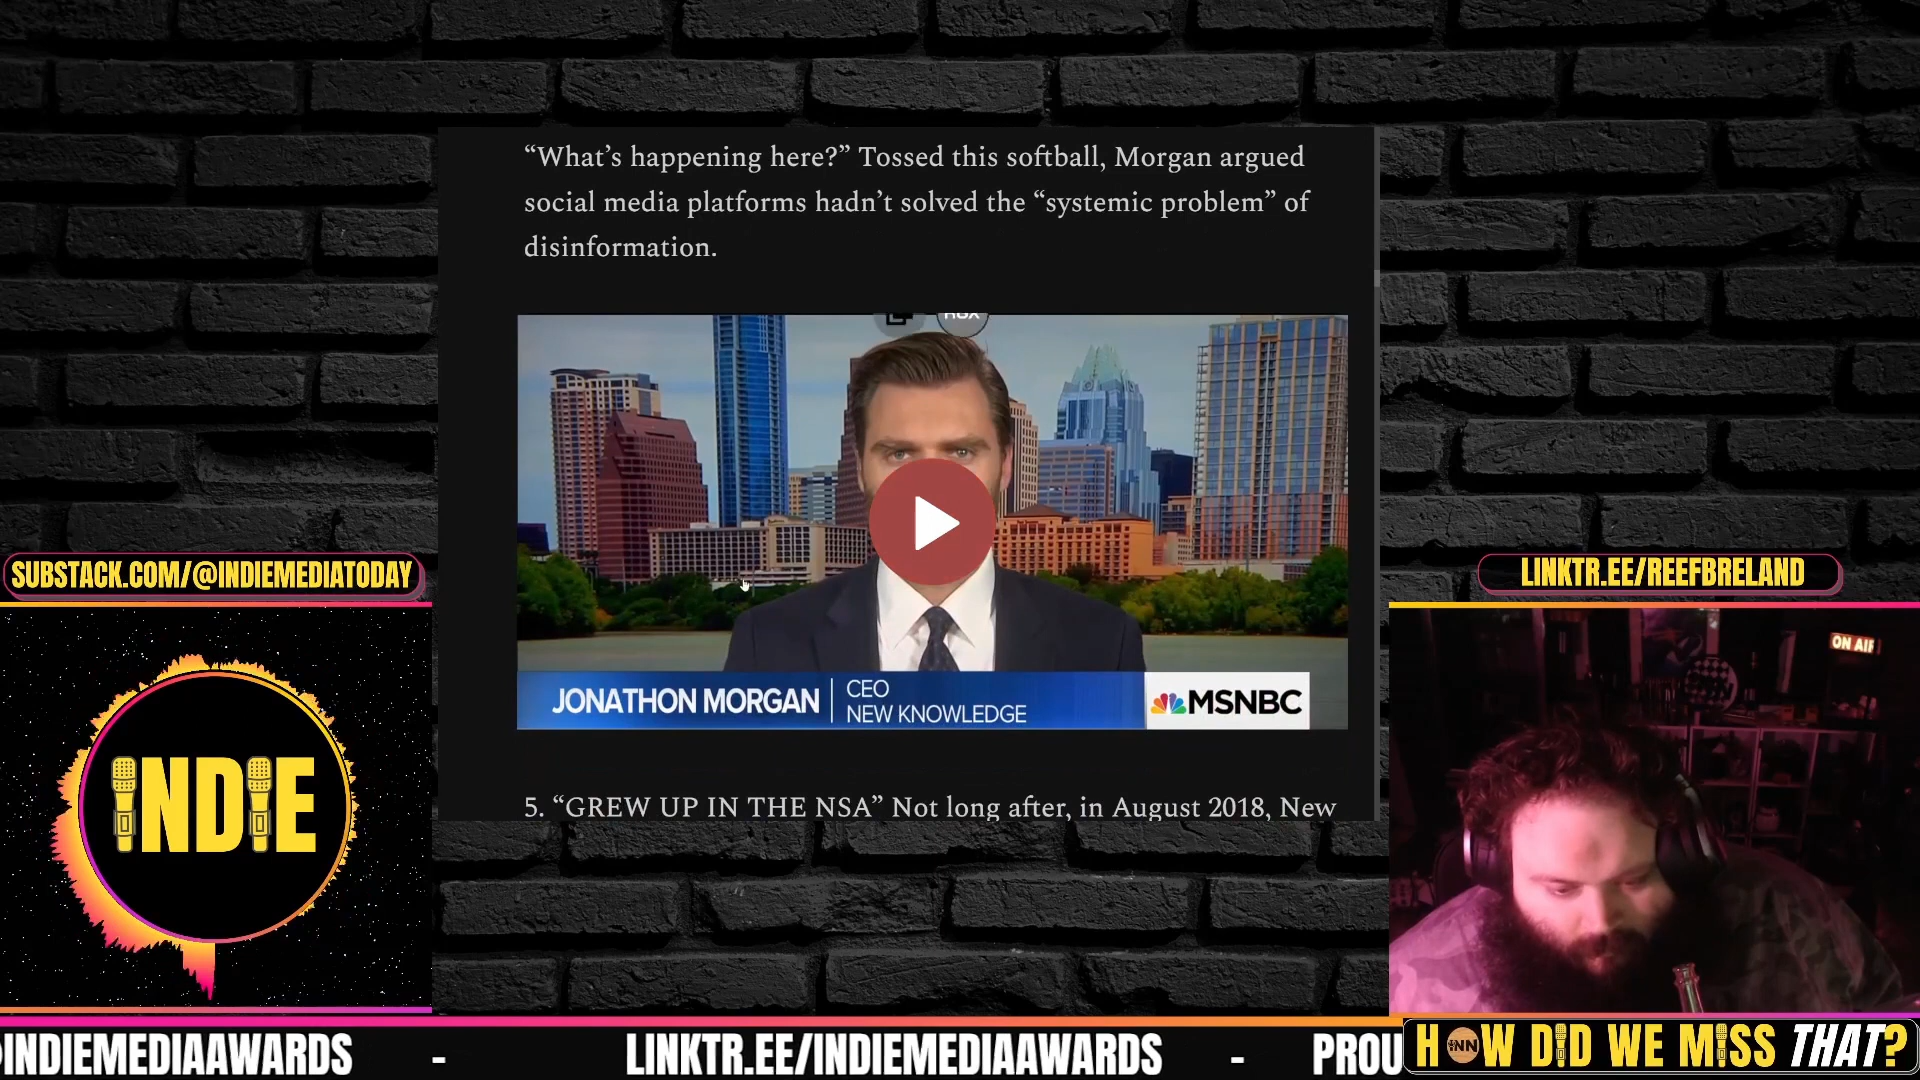 “What’s happening here?” Tossed this softball, Morgan argued
social media platforms hadn’t solved the “systemic problem” of
disinformation.
JONATHON MORGAN
CEO
NEW KNOWLEDGE
MSNBC
5. “GREW UP IN THE NSA” Not long after, in August 2018, New
SUBSTACK.COM/@INDIEMEDIATODAY
INDIE
LINKTR.EE/REEFBRELAND
ON AIR
INDIEMEDIAAWARDS - LINKTR.EE/INDIEMEDIAAWARDS - PROU
HOW DID WE MISS THAT?
INN